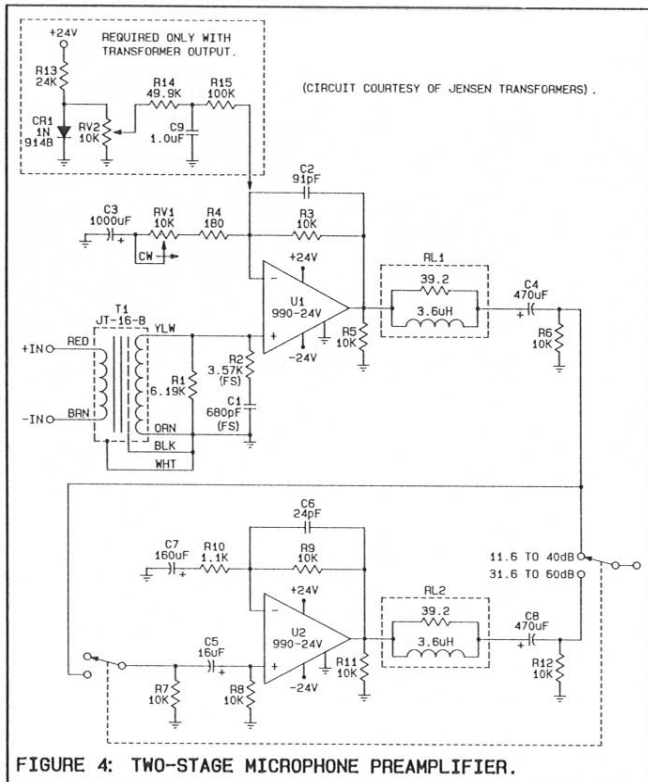 +24V
REQUIRED ONLY WITH
TRANSFORMER OUTPUT.
R13
24K
R14
49.9K
R15
100K
CR1
1N
914B
RV2
10K
C9
1.0uF
(CIRCUIT COURTESY OF JENSEN TRANSFORMERS).
C2
91pF
C3
1000uF
+
RV1
10K
R4
180
R3
10K
CW
+24V
-
U1
990-24V
+
-24V
RL1
39.2
3.6uH
C4
470uF
+
R5
10K
R6
10K
T1
JT-16-B
+IN
RED
YLW
R1
6.19K
R2
3.57K
(FS)
C1
680pF
(FS)
-IN
BRN
ORN
BLK
WHT
C6
24pF
C7
160uF
+
R10
1.1K
R9
10K
11.6 TO 40dB
31.6 TO 60dB
+24V
-
U2
990-24V
+
-24V
RL2
39.2
3.6uH
C8
470uF
+
C5
16uF
+
R7
10K
R8
10K
R11
10K
R12
10K
FIGURE 4: TWO-STAGE MICROPHONE PREAMPLIFIER.